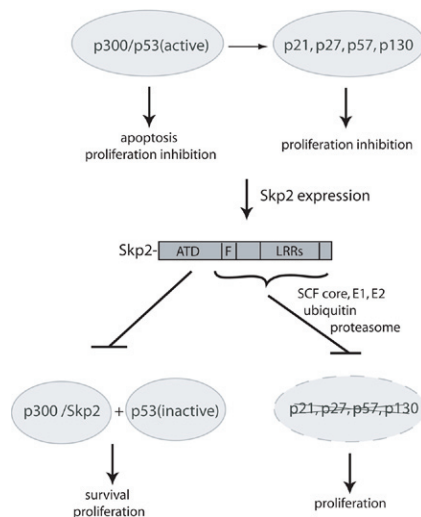 p300/p53(active)
p21, p27, p57, p130
apoptosis
proliferation inhibition
proliferation inhibition
Skp2 expression
Skp2-
ATD
F
LRRs
SCF core, E1, E2
ubiquitin
proteasome
p300 /Skp2
+
p53(inactive)
p21, p27, p57, p130
survival
proliferation
proliferation